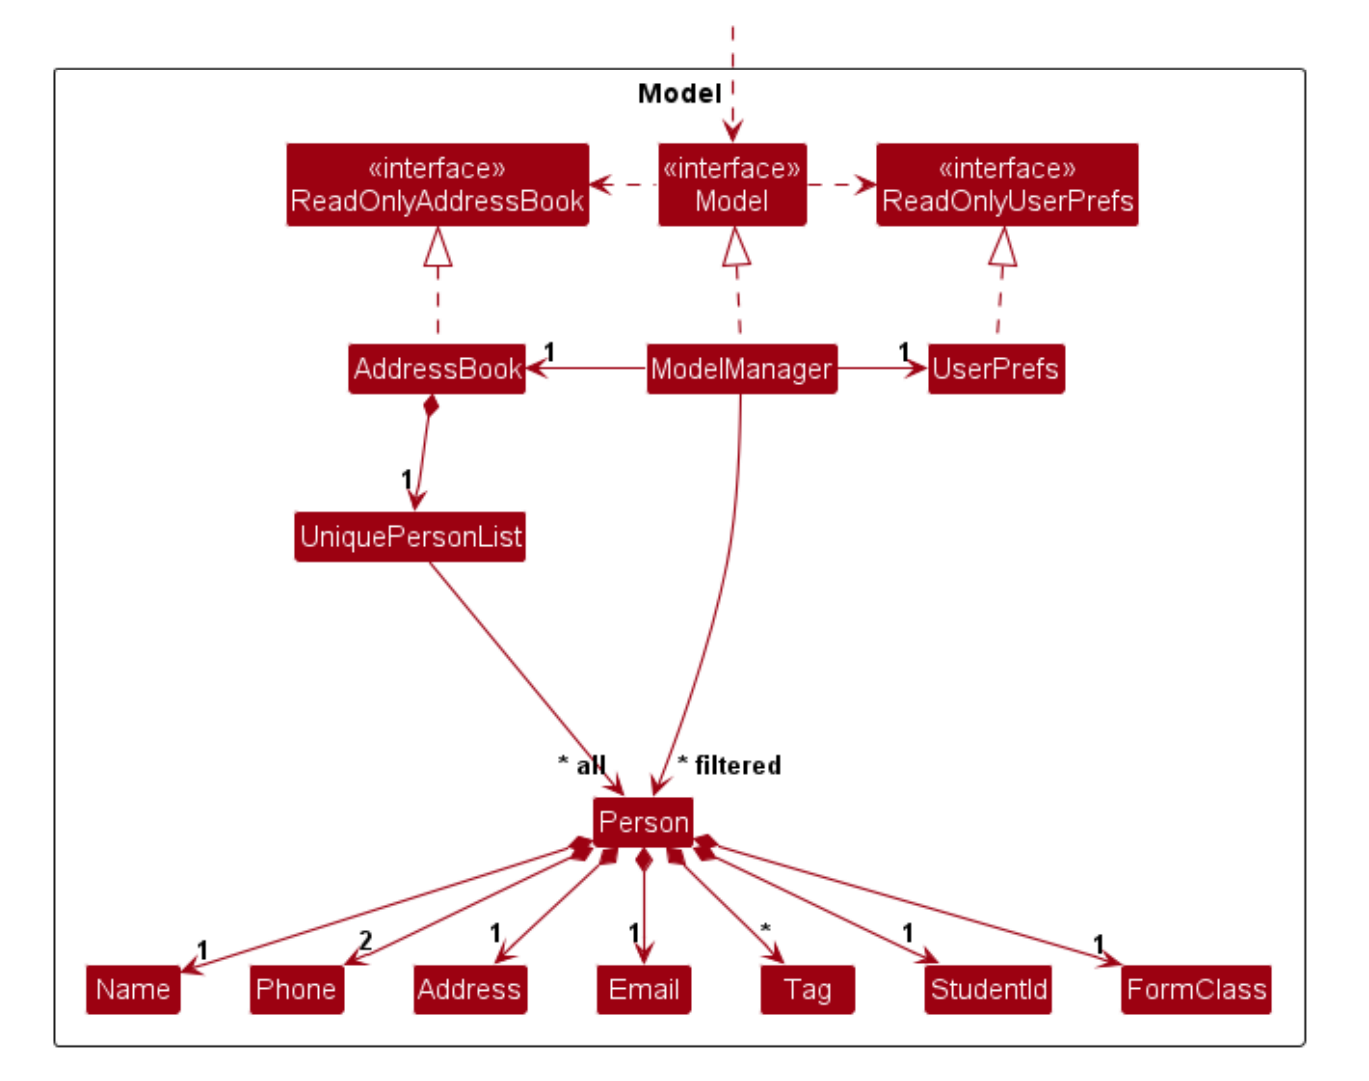 Model
«interface»
ReadOnlyAddressBook
«interface»
Model
«interface»
ReadOnlyUserPrefs
AddressBook
1
ModelManager
1
UserPrefs
1
UniquePersonList
* all
* filtered
Person
1
2
1
1
*
1
1
Name
Phone
Address
Email
Tag
StudentId
FormClass